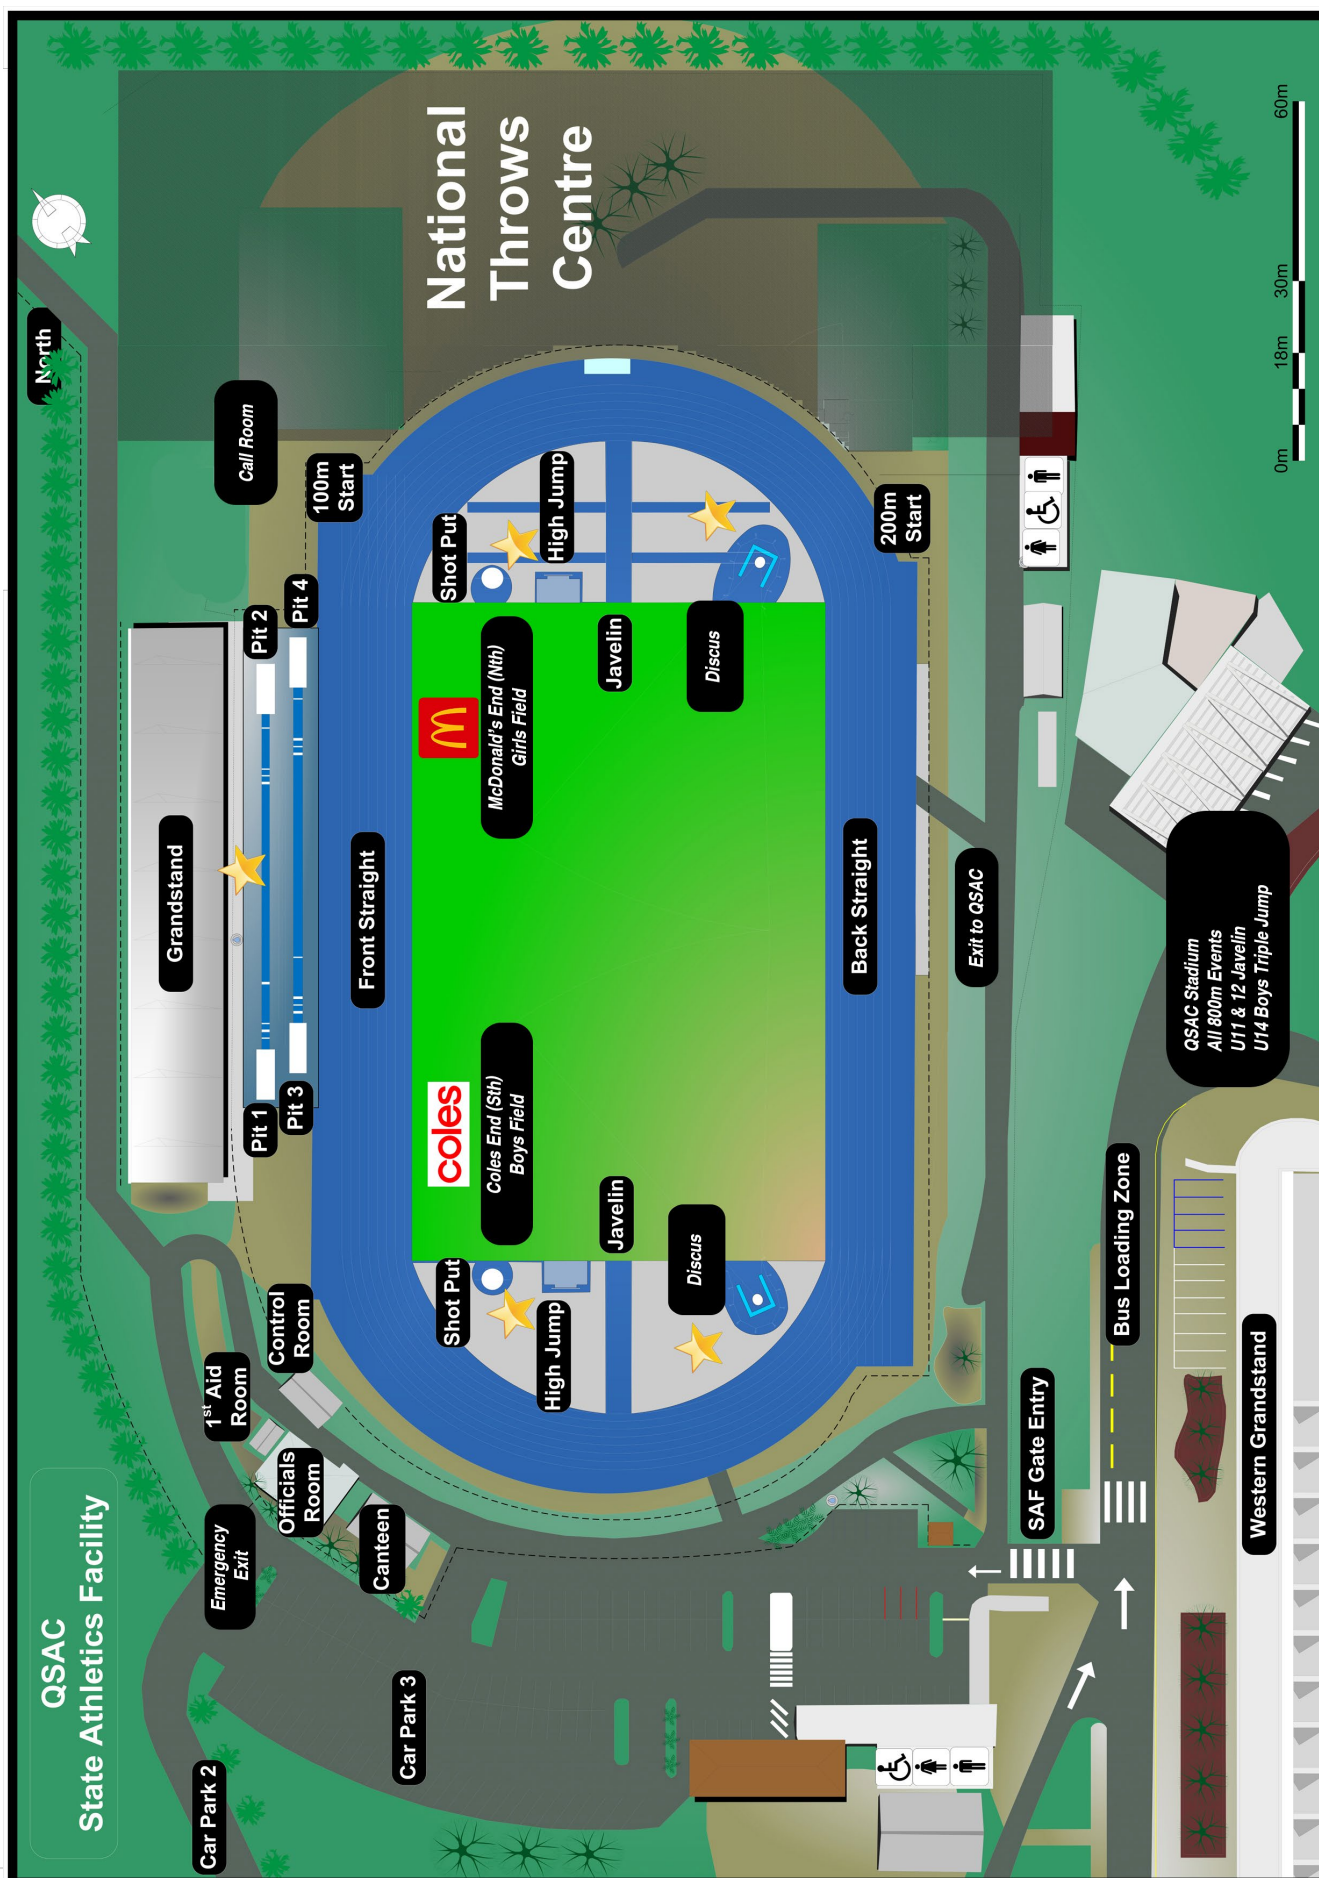 QSAC
State Athletics Facility
National
Throws
Centre
North
Call Room
100m
Start
Pit 2
Pit 4
Grandstand
Pit 1
Pit 3
Front Straight
Shot Put
High Jump
McDonald's End (Nth)
Girls Field
Javelin
Discus
200m
Start
coles
Coles End (Sth)
Boys Field
Javelin
Discus
Shot Put
High Jump
Back Straight
Exit to QSAC
Control
Room
1st Aid
Room
Officials
Room
Canteen
Emergency
Exit
Car Park 2
Car Park 3
SAF Gate Entry
Bus Loading Zone
Western Grandstand
QSAC Stadium
All 800m Events
U11 & 12 Javelin
U14 Boys Triple Jump
0m
18m
30m
60m